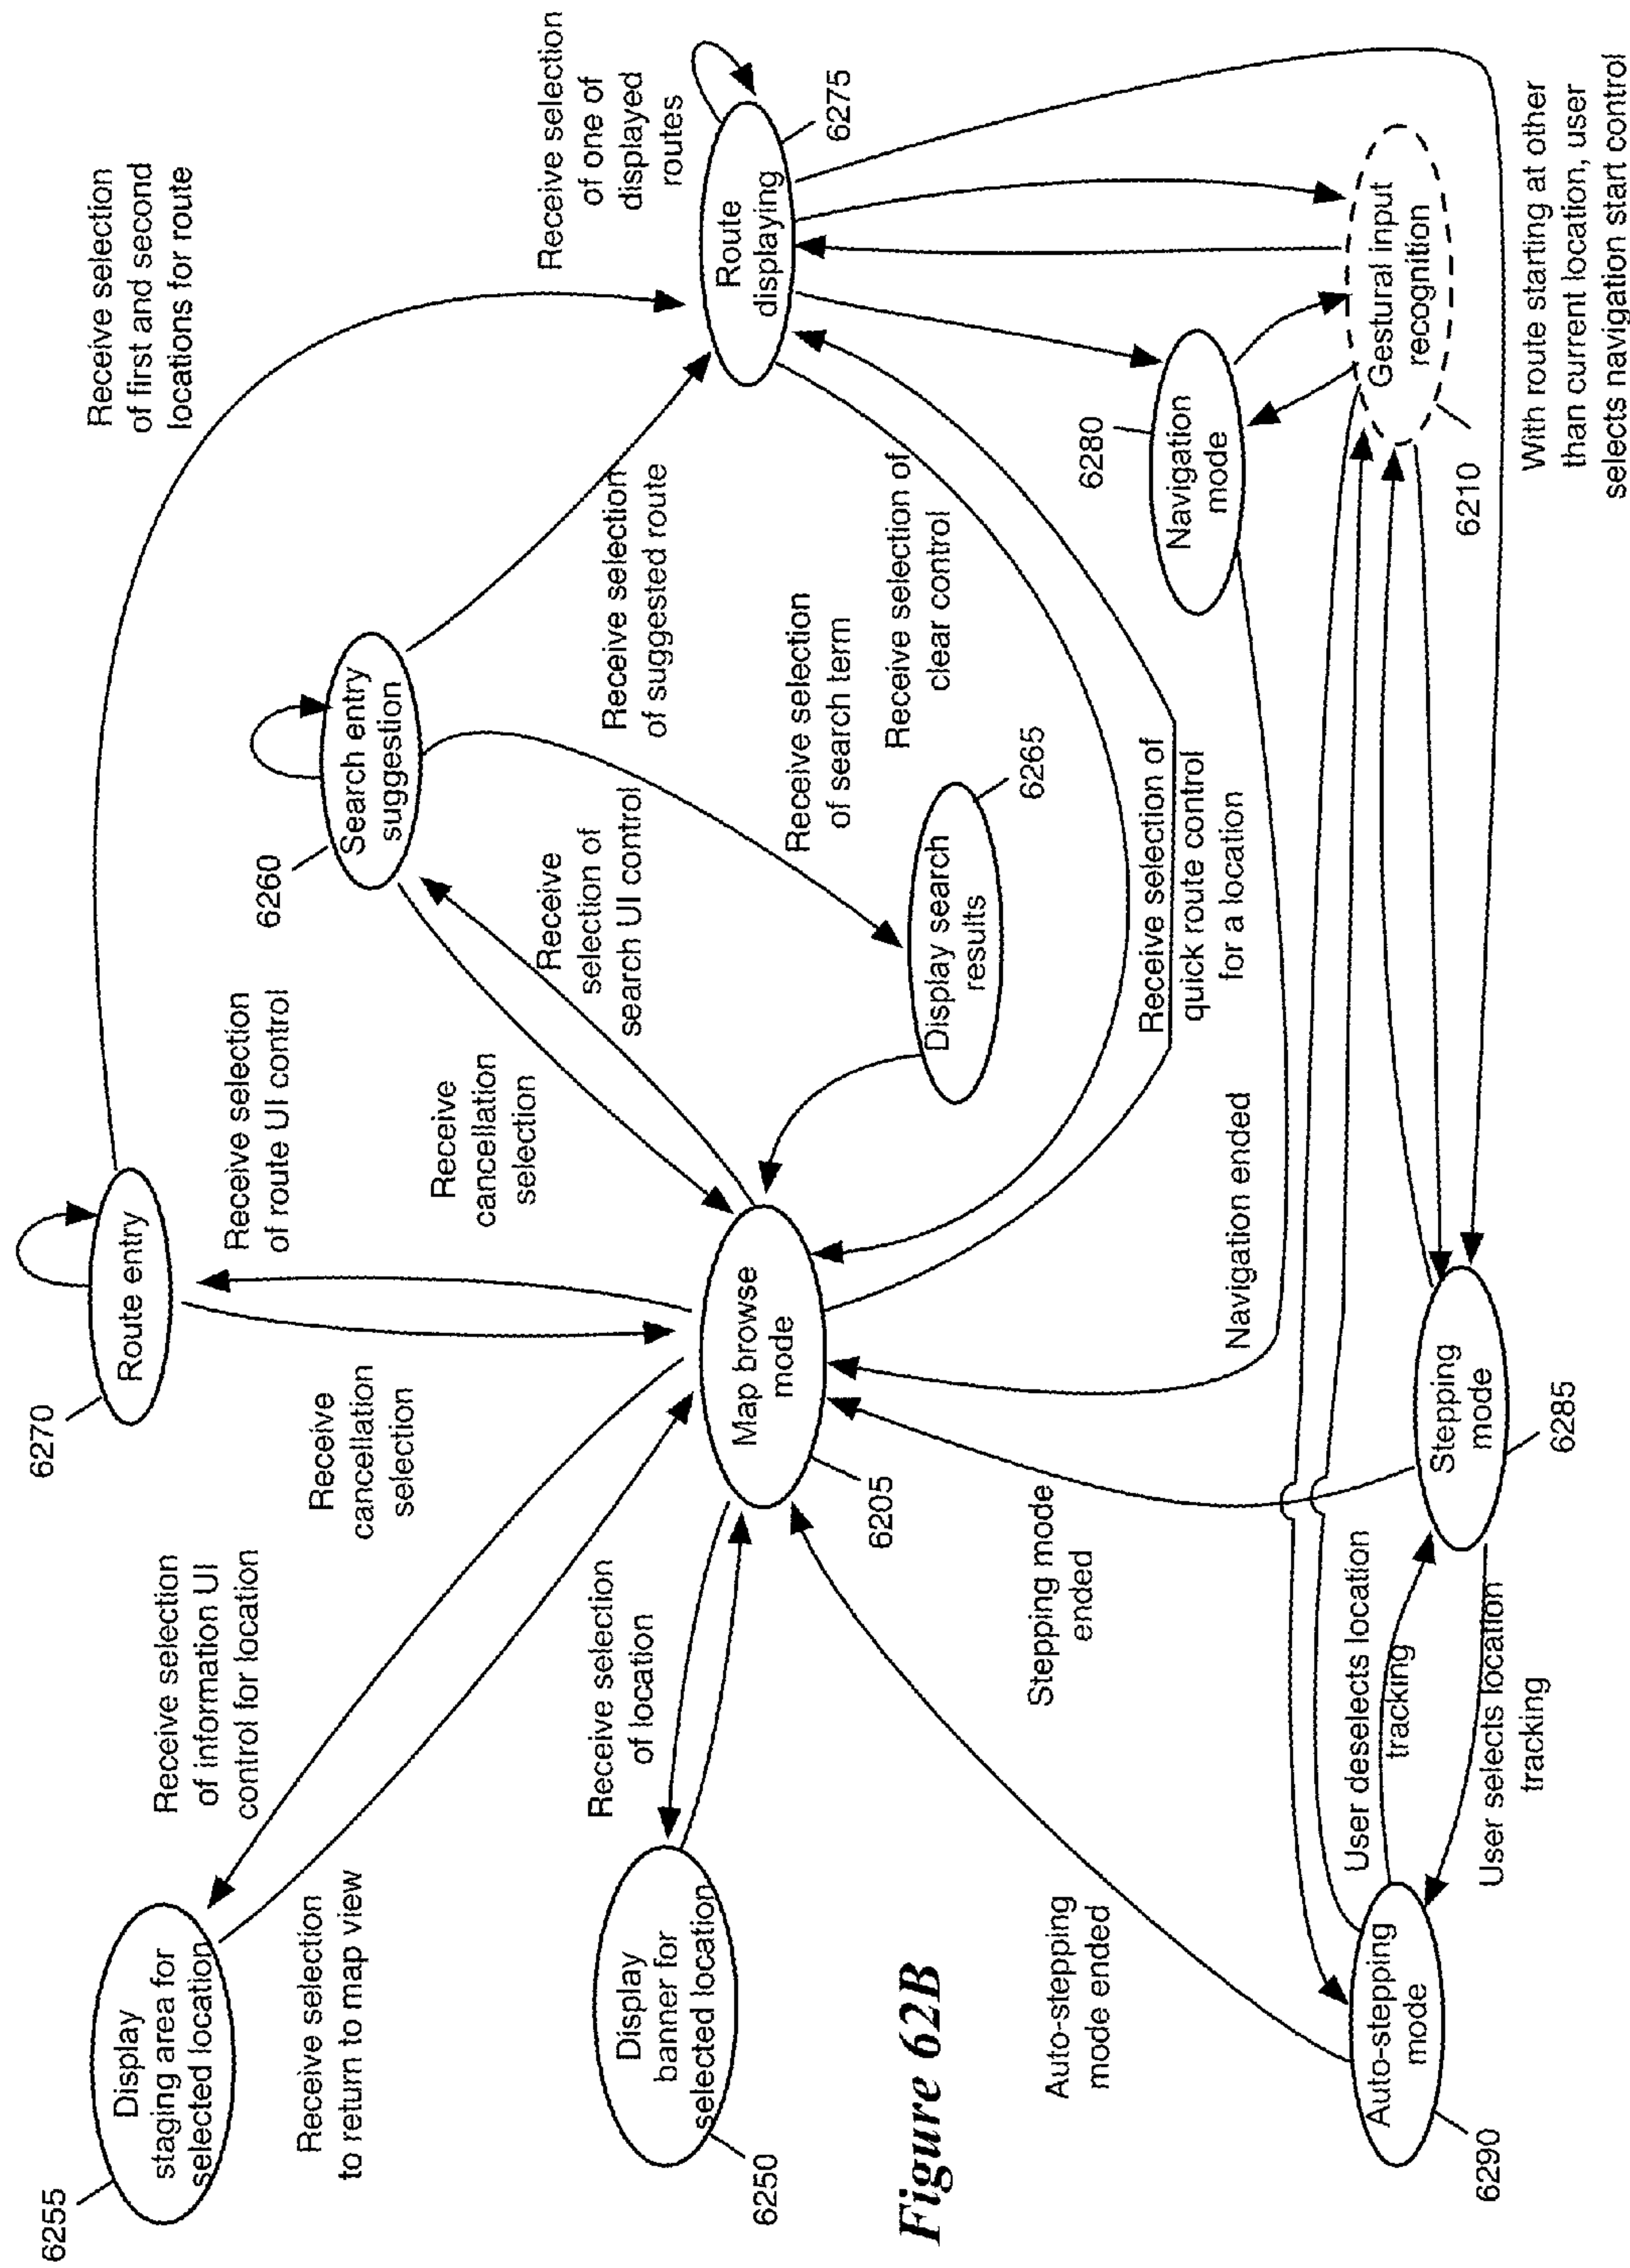 6255
Display
staging area for
selected location
Receive selection
of information UI
control for location
Receive selection
to return to map view
6270
Route entry
Receive
cancellation
selection
Receive selection
of route UI control
Receive selection
of first and second
locations for route
6260
Search entry
suggestion
Receive
cancellation
selection
Receive
selection of
search UI control
Receive selection
of suggested route
Receive selection
of one of
displayed
routes
Route
displaying
6275
Display
banner for
selected location
6250
Receive selection
of location
Map browse
mode
6205
Display search
results
6265
Receive selection
of search term
Receive selection of
clear control
Receive selection of
quick route control
for a location
6280
Navigation
mode
Navigation ended
Stepping mode
ended
Auto-stepping
mode ended
Figure 62B
Gestural input
recognition
6210
With route starting at other
than current location, user
selects navigation start control
Stepping
mode
6285
User deselects location
tracking
User selects location
tracking
Auto-stepping
mode
6290